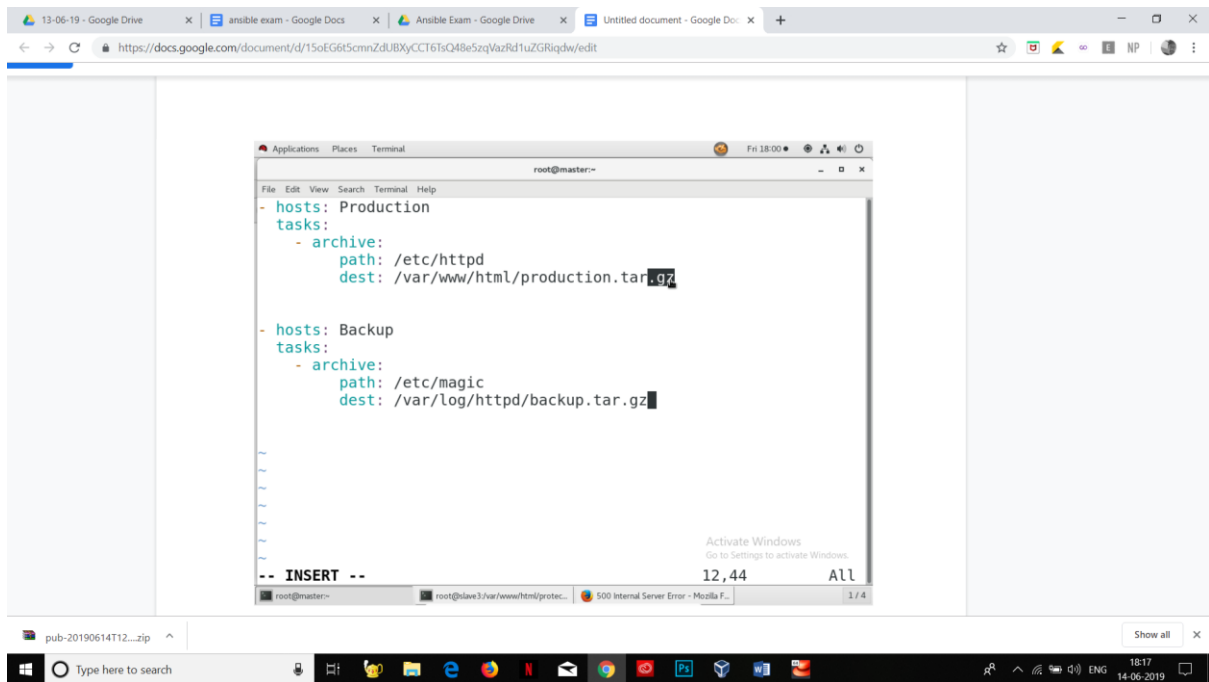 13-06-19 - Google Drive
ansible exam - Google Docs
Ansible Exam - Google Drive
Untitled document - Google Doc
https://docs.google.com/document/d/15oEG6t5cmnZdUBXyCCT6TsQ48e5zqVazRd1uZGRiqdw/edit
E
NP
Applications Places Terminal
Fri 18:00
root@master:~
File Edit View Search Terminal Help
- hosts: Production
tasks:
- archive:
path: /etc/httpd
dest: /var/www/html/production.tar.gz
- hosts: Backup
tasks:
- archive:
path: /etc/magic
dest: /var/log/httpd/backup.tar.gz
~
~
~
~
~
~
~
Activate Windows
Go to Settings to activate Windows.
-- INSERT --
12,44
All
root@master:~
root@slave3:/var/www/html/protec...
500 Internal Server Error - Mozilla F...
1 / 4
pub-20190614T12....zip
Show all
Type here to search
N
Ps
ENG
18:17
14-06-2019